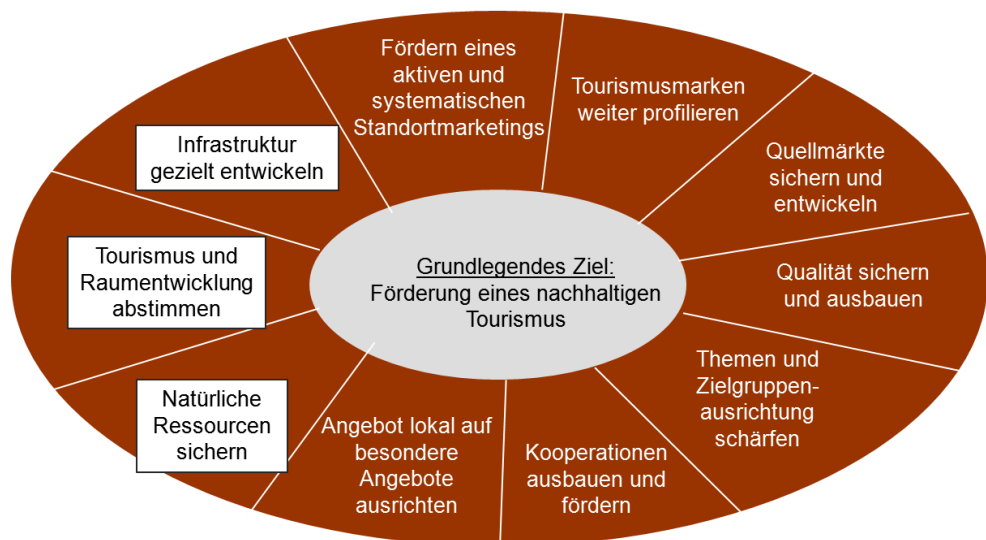 Fördern eines
aktiven und
systematischen
Standortmarketings
Tourismusmarken
weiter profilieren
Quellmärkte
sichern und
entwickeln
Qualität sichern
und ausbauen
Themen und
Zielgruppen-
ausrichtung
schärfen
Kooperationen
ausbauen und
fördern
Angebot lokal auf
besondere
Angebote
ausrichten
Natürliche
Ressourcen
sichern
Tourismus und
Raumentwicklung
abstimmen
Infrastruktur
gezielt entwickeln
Grundlegendes Ziel:
Förderung eines nachhaltigen
Tourismus